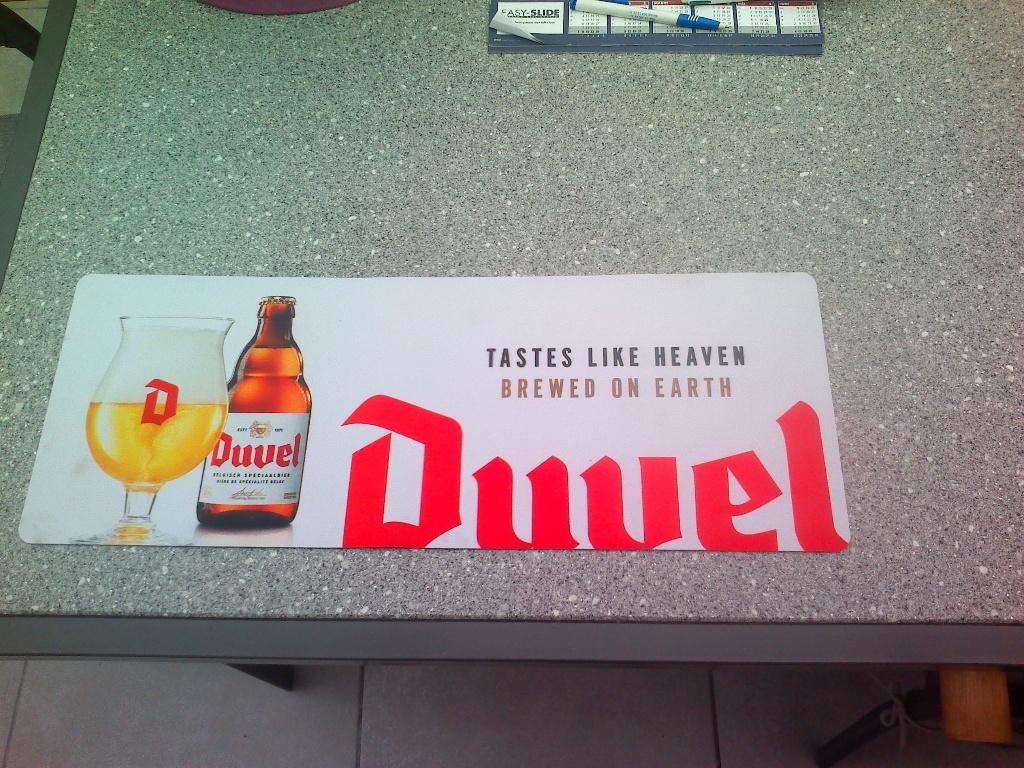 EASY-SLIDE
TASTES LIKE HEAVEN
BREWED ON EARTH
Duvel
D
Duvel
BELGISCH SPECIAALBIER
BIÈRE DE SPÉCIALITÉ BELGE